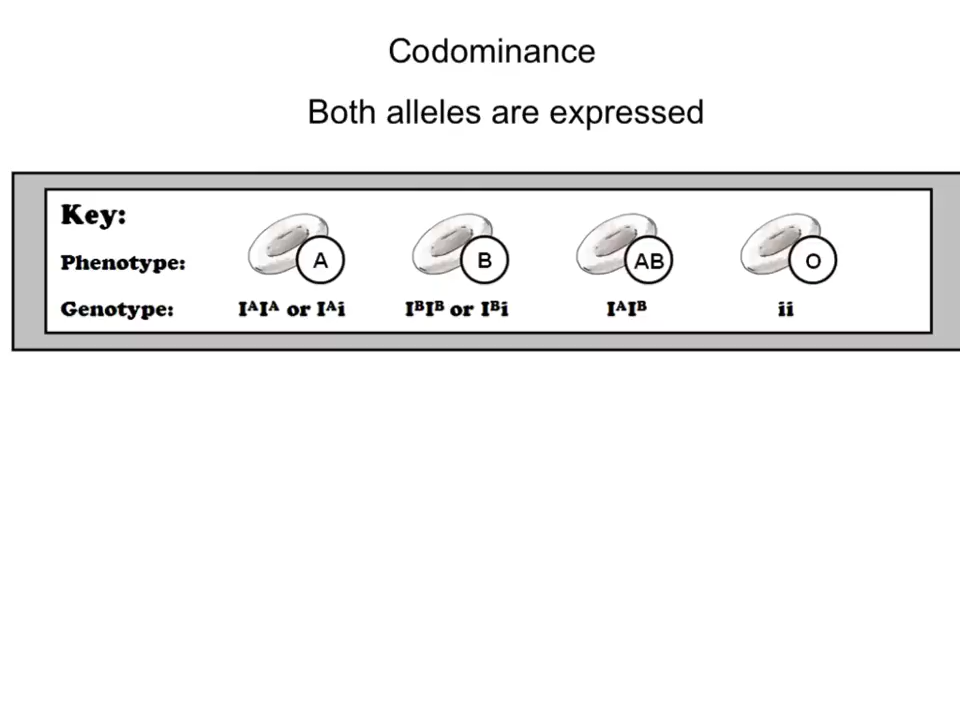 Codominance
Both alleles are expressed
Key:
Phenotype: A B AB O
Genotype: IᴬIᴬ or Iᴬi IᴮIᴮ or Iᴮi IᴬIᴮ ii